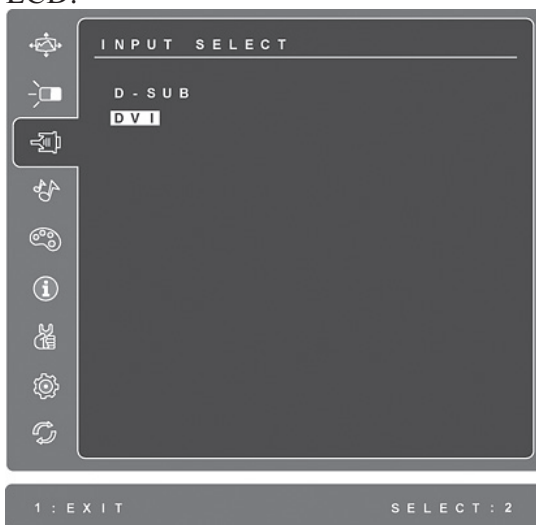 LCD.
INPUT SELECT
D-SUB
DVI
1:EXIT SELECT:2